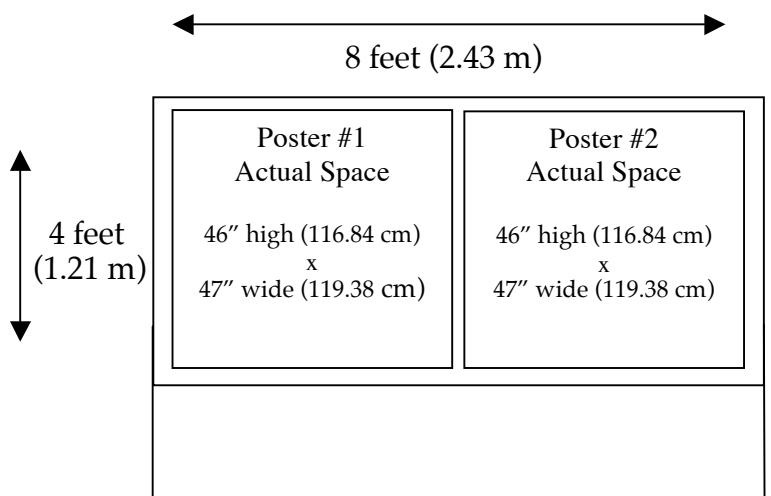 8 feet (2.43 m)
4 feet
(1.21 m)
Poster #1
Actual Space
46″ high (116.84 cm)
x
47″ wide (119.38 cm)
Poster #2
Actual Space
46″ high (116.84 cm)
x
47″ wide (119.38 cm)